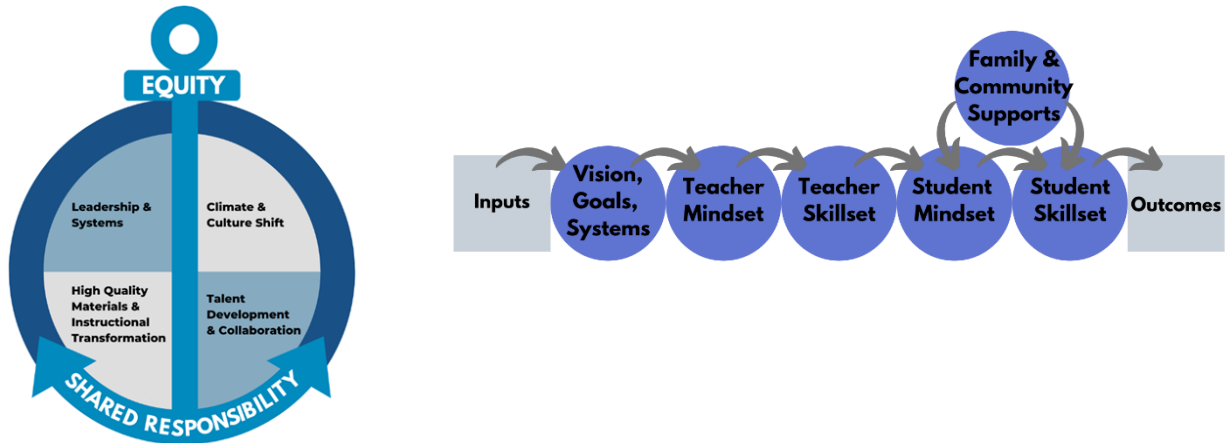 EQUITY
Leadership &
Systems
Climate &
Culture Shift
High Quality
Materials &
Instructional
Transformation
Talent
Development
& Collaboration
SHARED RESPONSIBILITY
Family &
Community
Supports
Inputs
Vision,
Goals,
Systems
Teacher
Mindset
Teacher
Skillset
Student
Mindset
Student
Skillset
Outcomes